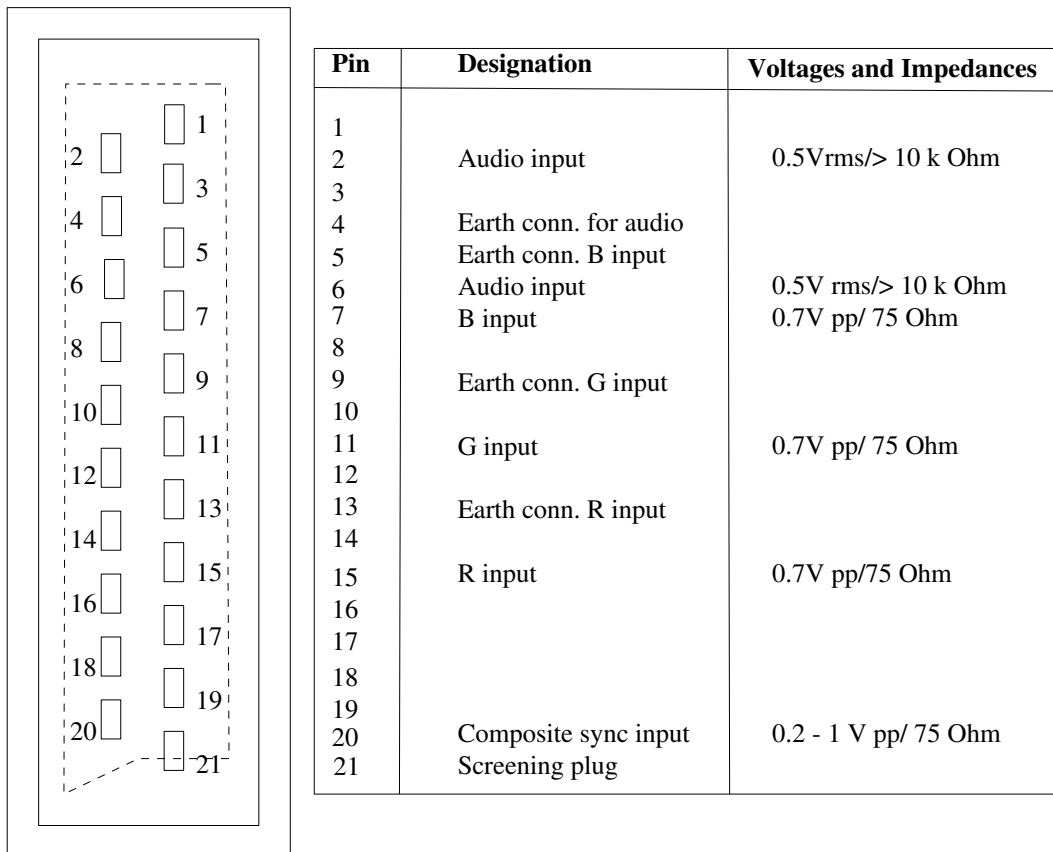 1
2
3
4
5
6
7
8
9
10
11
12
13
14
15
16
17
18
19
20
21
Pin Designation Voltages and Impedances
1
2 Audio input 0.5Vrms/> 10 k Ohm
3
4 Earth conn. for audio
5 Earth conn. B input
6 Audio input 0.5V rms/> 10 k Ohm
7 B input 0.7V pp/ 75 Ohm
8
9 Earth conn. G input
10
11 G input 0.7V pp/ 75 Ohm
12
13 Earth conn. R input
14
15 R input 0.7V pp/75 Ohm
16
17
18
19
20 Composite sync input 0.2 - 1 V pp/ 75 Ohm
21 Screening plug